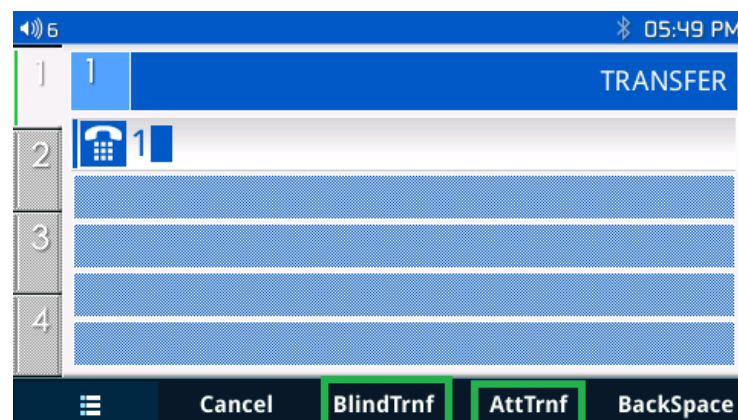 6 05:49 PM
1 1 TRANSFER
1
2
3
4
Cancel BlindTrnf AttTrnf BackSpace